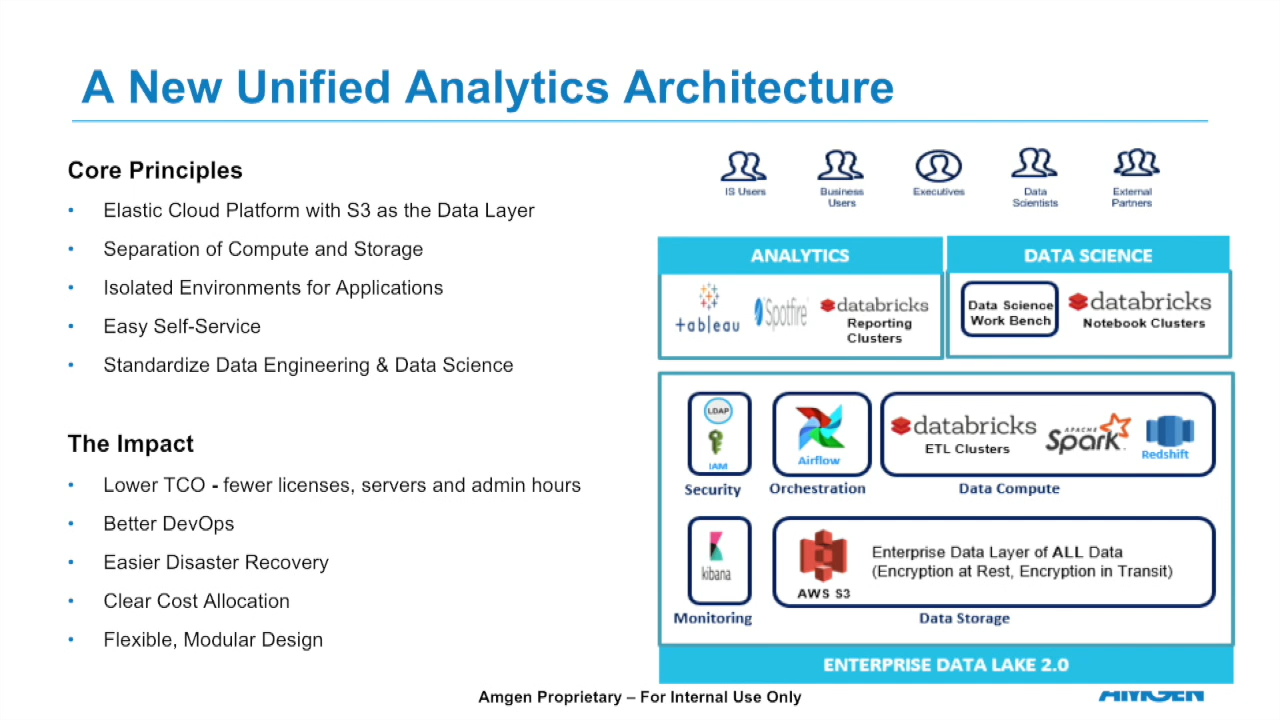 A New Unified Analytics Architecture
Core Principles
• Elastic Cloud Platform with S3 as the Data Layer
• Separation of Compute and Storage
• Isolated Environments for Applications
• Easy Self-Service
• Standardize Data Engineering & Data Science
The Impact
• Lower TCO - fewer licenses, servers and admin hours
• Better DevOps
• Easier Disaster Recovery
• Clear Cost Allocation
• Flexible, Modular Design
IS Users
Business
Users
Executives
Data
Scientists
External
Partners
ANALYTICS
tableau
Spotfire
databricks
Reporting
Clusters
DATA SCIENCE
Data Science
Work Bench
databricks
Notebook Clusters
LDAP
IAM
Security
Airflow
Orchestration
databricks
ETL Clusters
APACHE
Spark
Redshift
Data Compute
kibana
Monitoring
AWS S3
Enterprise Data Layer of ALL Data
(Encryption at Rest, Encryption in Transit)
Data Storage
ENTERPRISE DATA LAKE 2.0
Amgen Proprietary – For Internal Use Only
AMGEN